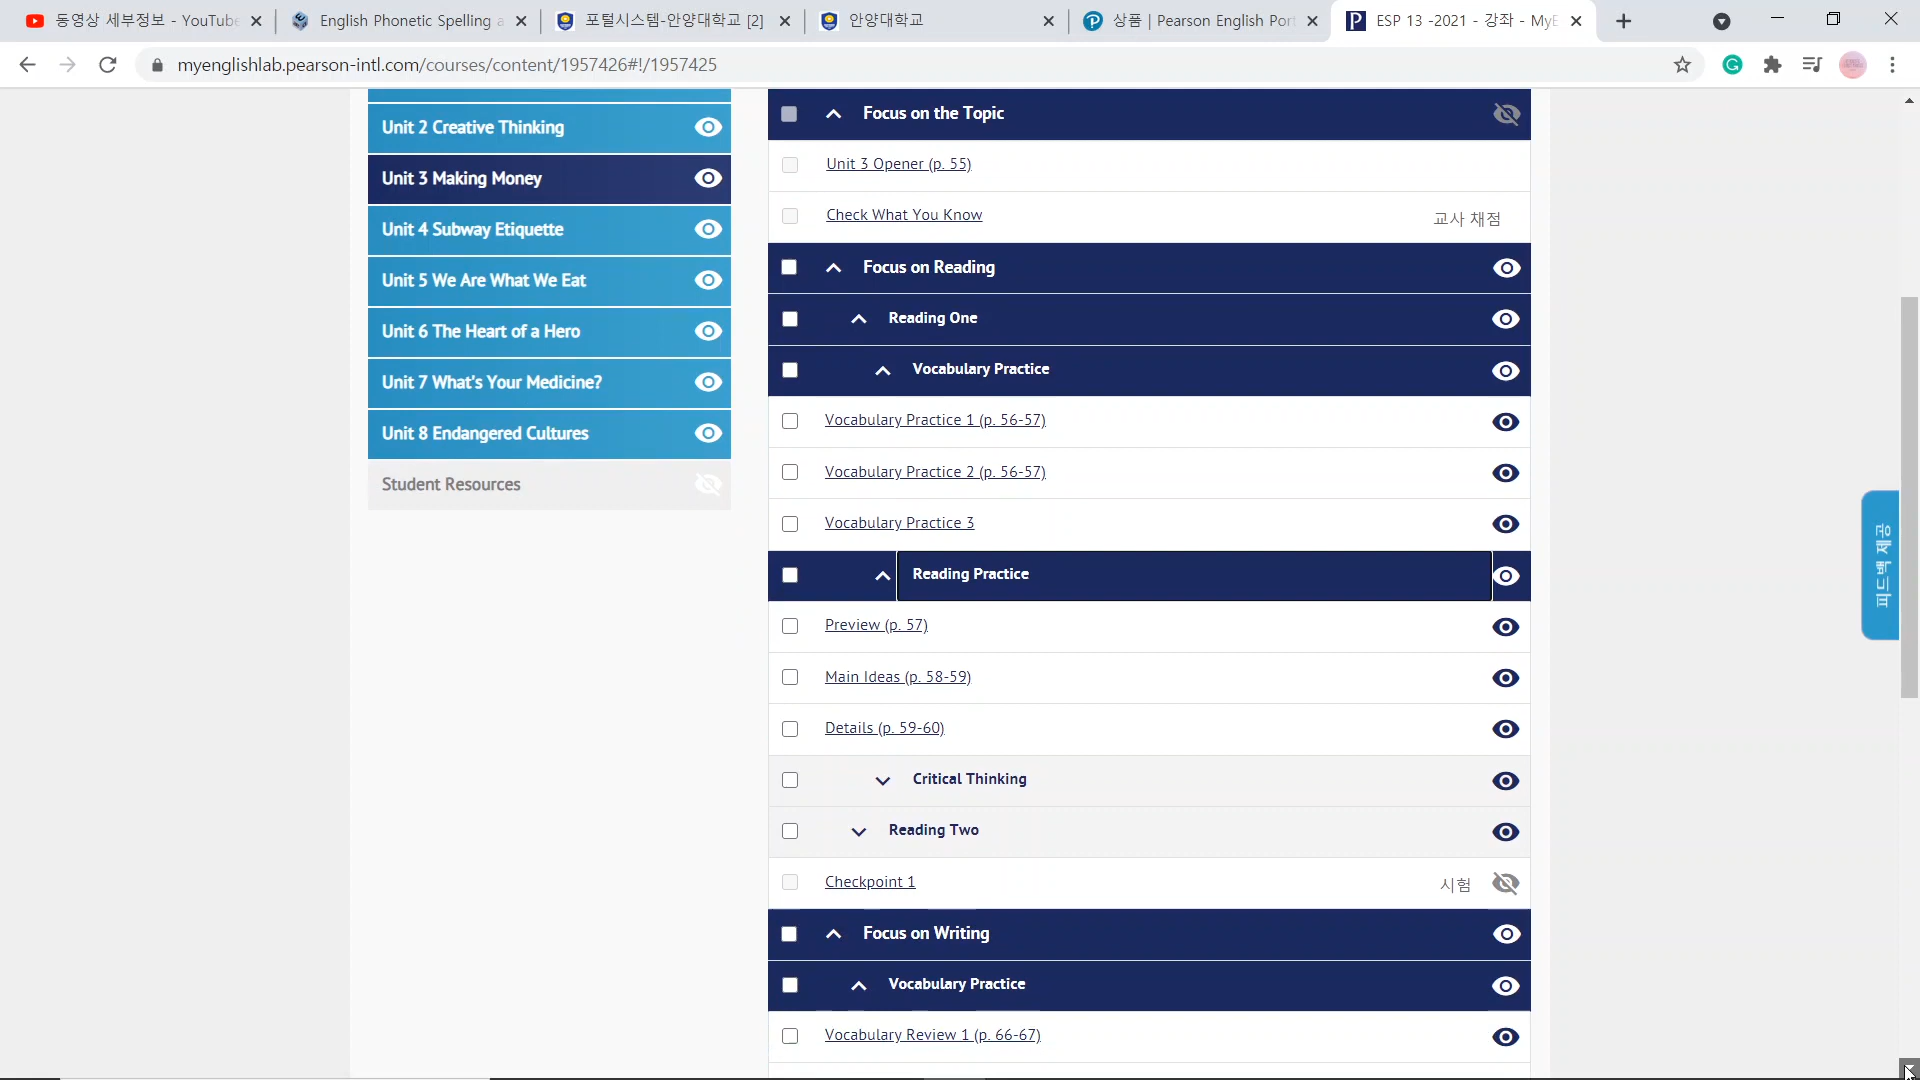 동영상 세부정보 - YouTube
English Phonetic Spelling a
포털시스템-안양대학교 [2]
안양대학교
상품 | Pearson English Port
ESP 13 -2021 - 강좌 - MyE
myenglishlab.pearson-intl.com/courses/content/1957426#!/1957425
Unit 2 Creative Thinking
Unit 3 Making Money
Unit 4 Subway Etiquette
Unit 5 We Are What We Eat
Unit 6 The Heart of a Hero
Unit 7 What's Your Medicine?
Unit 8 Endangered Cultures
Student Resources
Focus on the Topic
Unit 3 Opener (p. 55)
Check What You Know
교사 채점
Focus on Reading
Reading One
Vocabulary Practice
Vocabulary Practice 1 (p. 56-57)
Vocabulary Practice 2 (p. 56-57)
Vocabulary Practice 3
Reading Practice
Preview (p. 57)
Main Ideas (p. 58-59)
Details (p. 59-60)
Critical Thinking
Reading Two
Checkpoint 1
시험
Focus on Writing
Vocabulary Practice
Vocabulary Review 1 (p. 66-67)
피드백 제공